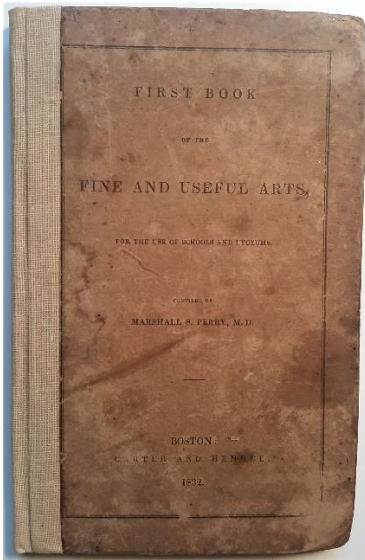 FIRST BOOK
OF THE
FINE AND USEFUL ARTS,
FOR THE USE OF SCHOOLS AND LYCEUMS.
COMPILED BY
MARSHALL S. PERRY, M. D.
BOSTON:
CARTER AND HENDEE.
1832.